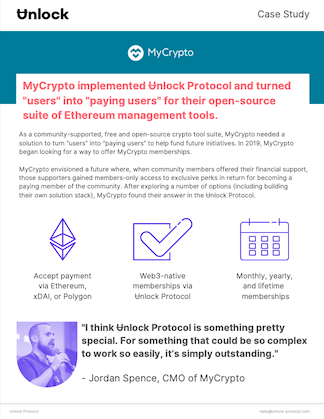 Unlock
Case Study
MyCrypto
MyCrypto implemented Unlock Protocol and turned
"users" into "paying users" for their open-source
suite of Ethereum management tools.
As a community-supported, free and open-source crypto tool suite, MyCrypto needed a
solution to turn "users" into "paying users" to help fund future initiatives. In 2019, MyCrypto
began looking for a way to offer MyCrypto memberships.
MyCrypto envisioned a future where, when community members offered their financial support,
those supporters gained members-only access to exclusive perks in return for becoming a
paying member of the community. After exploring a number of options (including building
their own solution stack), MyCrypto found their answer in the Unlock Protocol.
Accept payment
via Ethereum,
xDAI, or Polygon
Web3-native
memberships via
Unlock Protocol
Monthly, yearly,
and lifetime
memberships
"I think Unlock Protocol is something pretty
special. For something that could be so complex
to work so easily, it's simply outstanding."
- Jordan Spence, CMO of MyCrypto
Unlock Protocol
hello@unlock-protocol.com